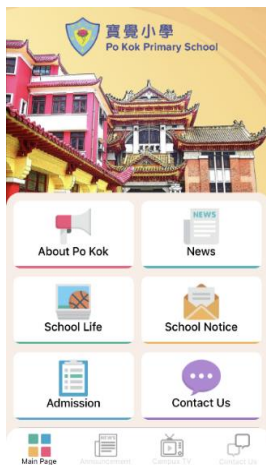 寶覺小學
Po Kok Primary School
About Po Kok
NEWS
News
School Life
School Notice
Admission
Contact Us
Main Page
Announcement
Campus TV
Contact Us